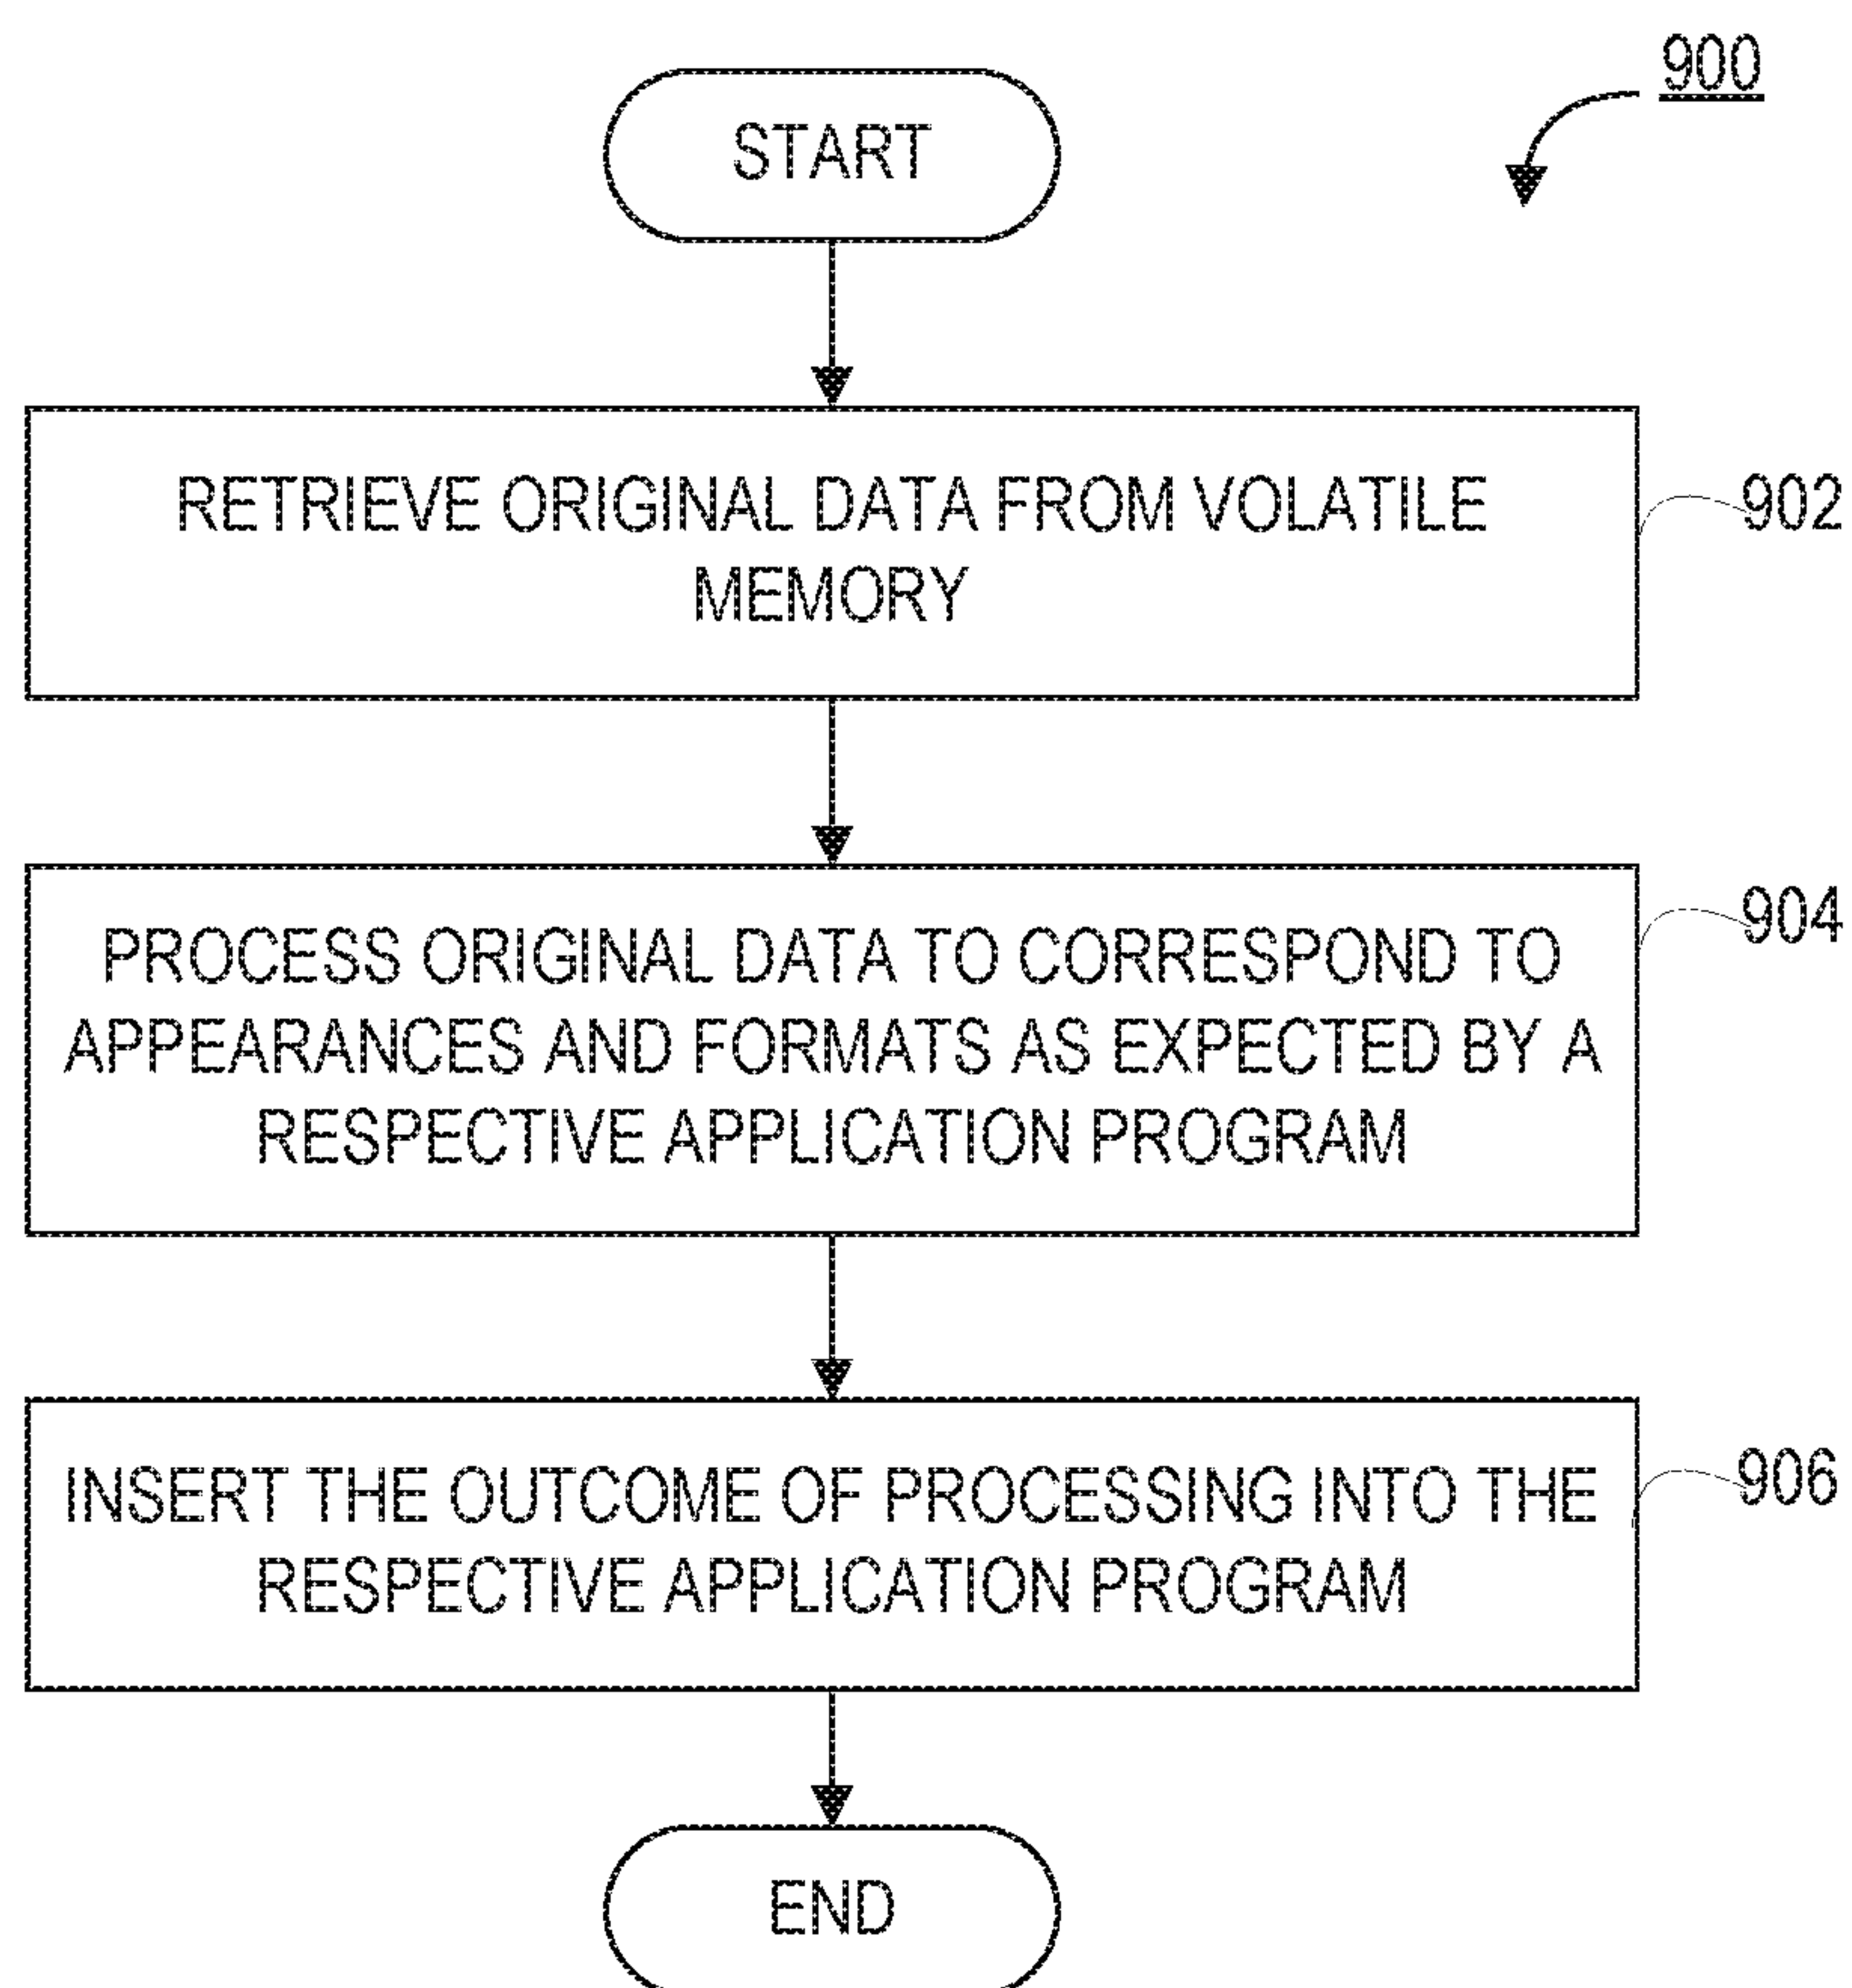 900
START
RETRIEVE ORIGINAL DATA FROM VOLATILE
MEMORY
902
PROCESS ORIGINAL DATA TO CORRESPOND TO
APPEARANCES AND FORMATS AS EXPECTED BY A
RESPECTIVE APPLICATION PROGRAM
904
INSERT THE OUTCOME OF PROCESSING INTO THE
RESPECTIVE APPLICATION PROGRAM
906
END